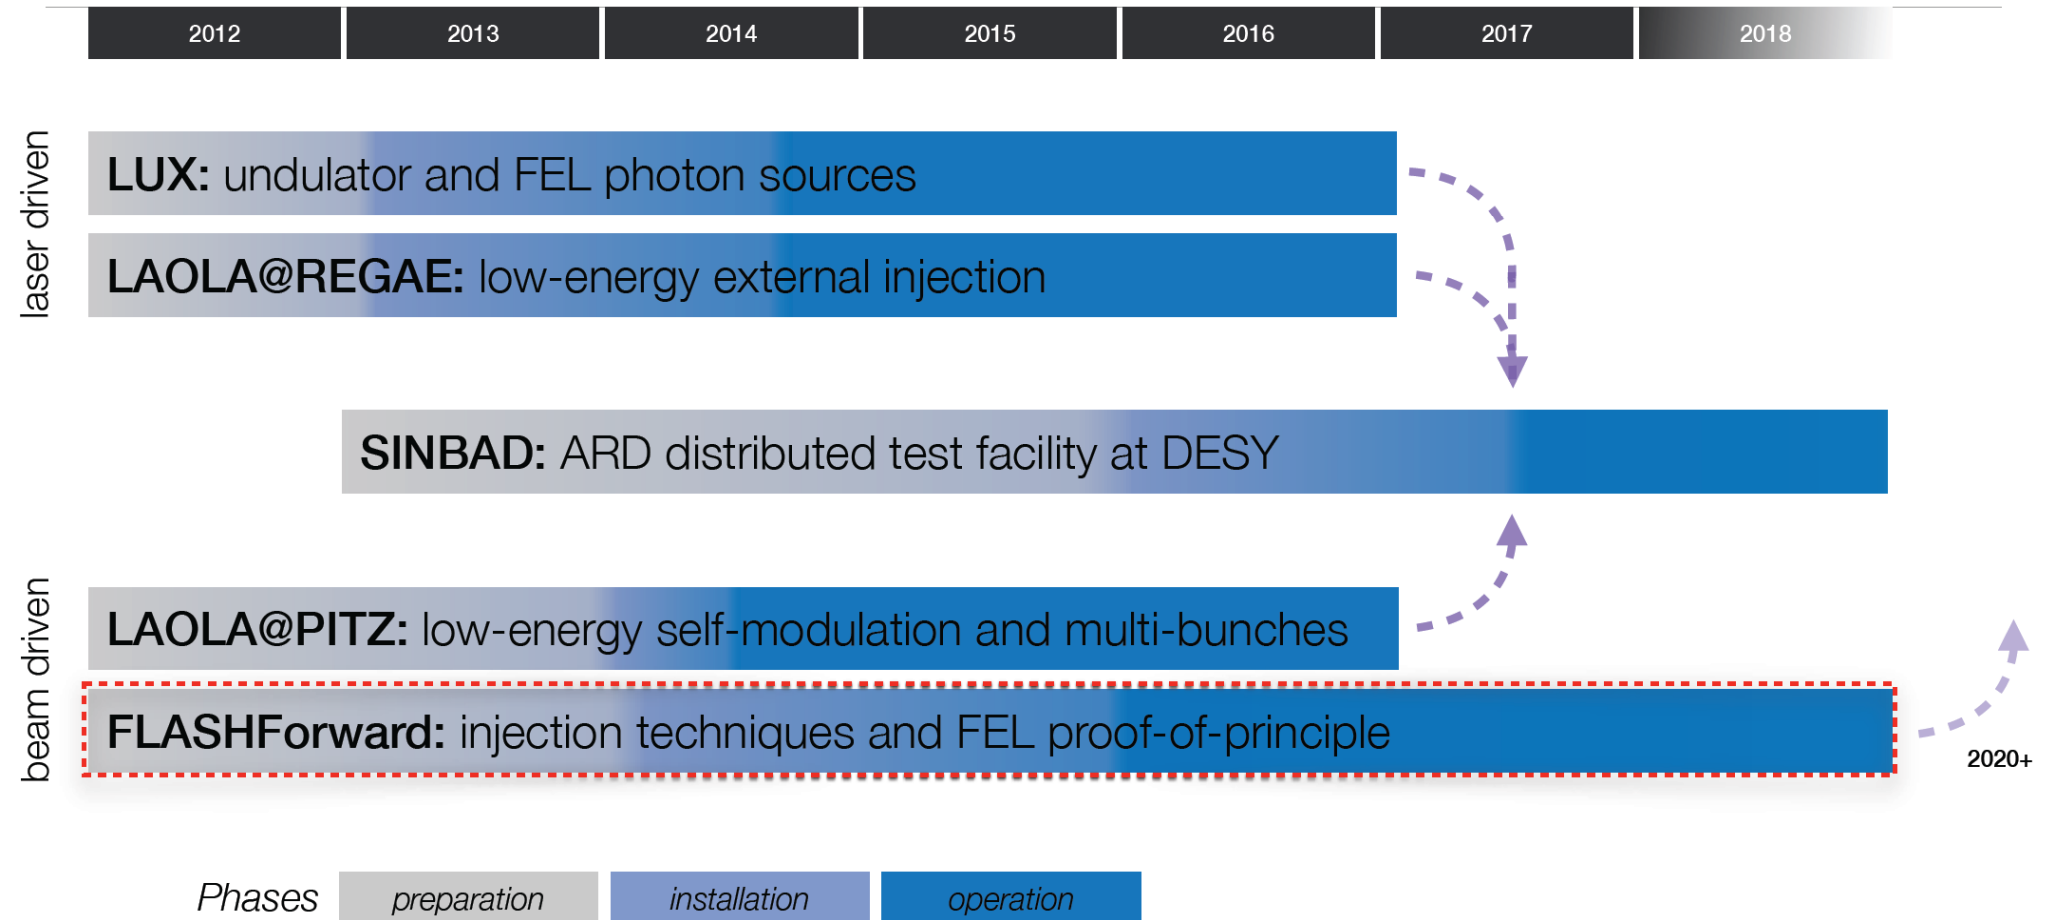 2012 2013 2014 2015 2016 2017 2018
laser driven
LUX: undulator and FEL photon sources
LAOLA@REGAE: low-energy external injection
SINBAD: ARD distributed test facility at DESY
beam driven
LAOLA@PITZ: low-energy self-modulation and multi-bunches
FLASHForward: injection techniques and FEL proof-of-principle
2020+
Phases preparation installation operation